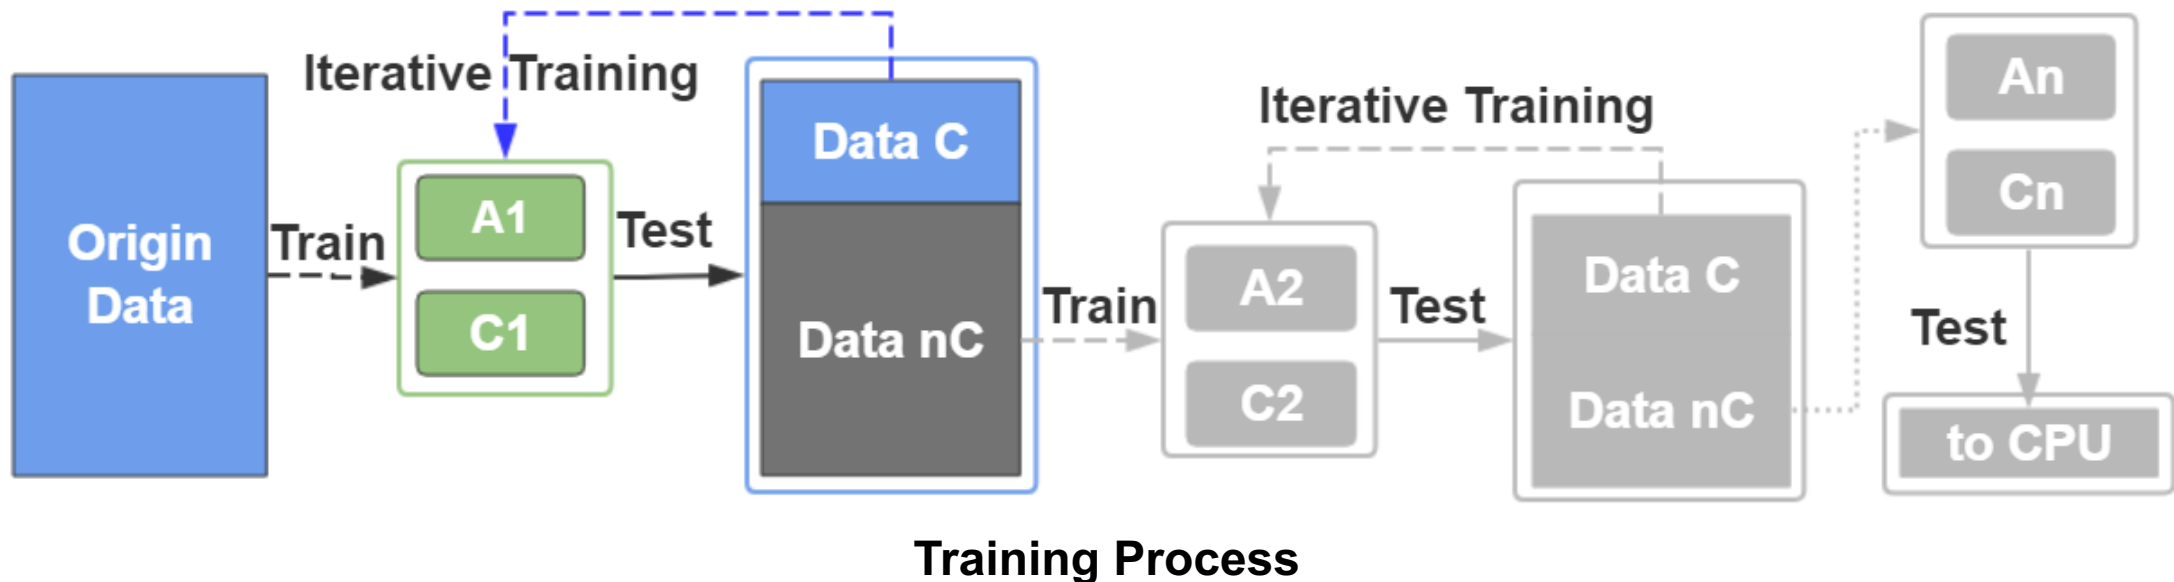 Iterative Training
Origin
Data
Train
A1
C1
Test
Data C
Data nC
Train
Iterative Training
A2
C2
Test
Data C
Data nC
An
Cn
Test
to CPU
Training Process